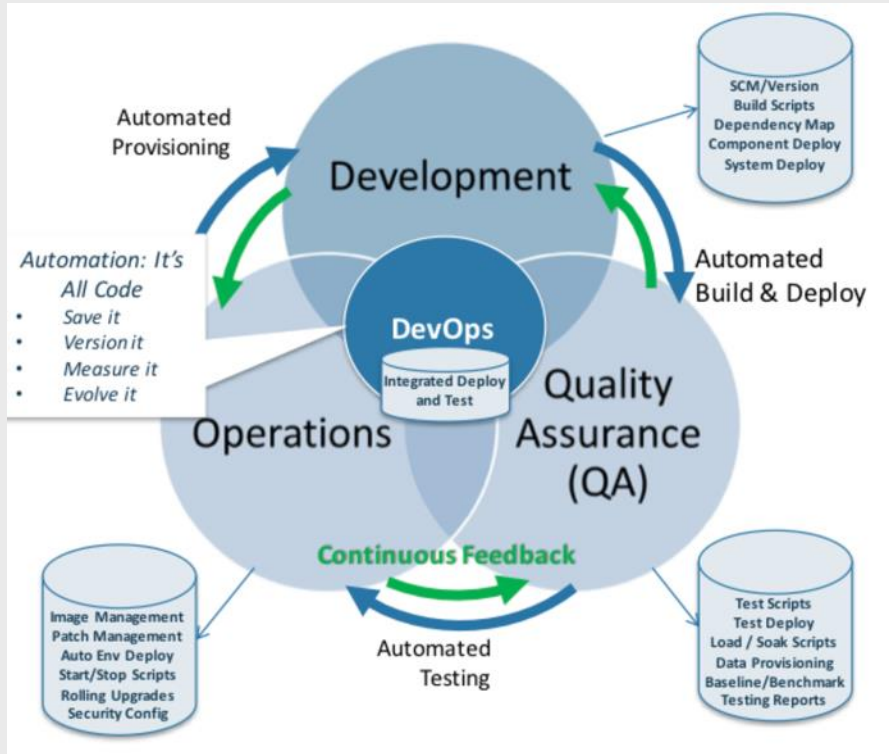 SCM/Version
Build Scripts
Dependency Map
Component Deploy
System Deploy
Automated
Provisioning
Development
Automation: It's
All Code
• Save it
• Version it
• Measure it
• Evolve it
Automated
Build & Deploy
DevOps
Integrated Deploy
and Test
Operations
Quality
Assurance
(QA)
Continuous Feedback
Automated
Testing
Image Management
Patch Management
Auto Env Deploy
Start/Stop Scripts
Rolling Upgrades
Security Config
Test Scripts
Test Deploy
Load / Soak Scripts
Data Provisioning
Baseline/Benchmark
Testing Reports